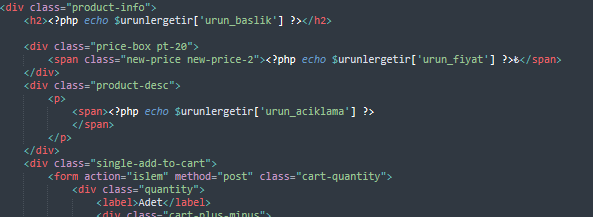 <div class="product-info">
<h2><?php echo $urunlergetir['urun_baslik'] ?></h2>
<div class="price-box pt-20">
<span class="new-price new-price-2"><?php echo $urunlergetir['urun_fiyat'] ?>₺</span>
</div>
<div class="product-desc">
<p>
<span><?php echo $urunlergetir['urun_aciklama'] ?>
</span>
</p>
</div>
<div class="single-add-to-cart">
<form action="islem" method="post" class="cart-quantity">
<div class="quantity">
<label>Adet</label>
<div class="cart-plus-minus">